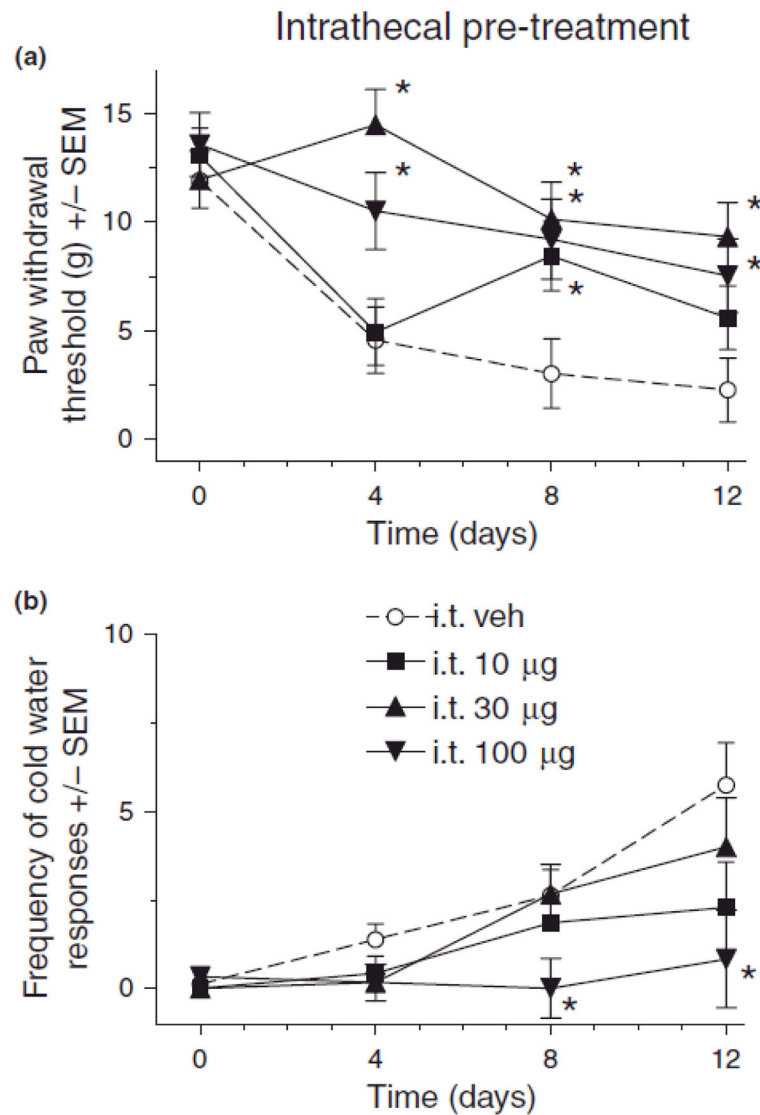 Intrathecal pre-treatment
(a)
Paw withdrawal
threshold (g) +/– SEM
15
10
5
0
* * * * * * *
0 4 8 12
Time (days)
(b)
Frequency of cold water
responses +/– SEM
10
5
0
i.t. veh
i.t. 10 µg
i.t. 30 µg
i.t. 100 µg
* *
0 4 8 12
Time (days)